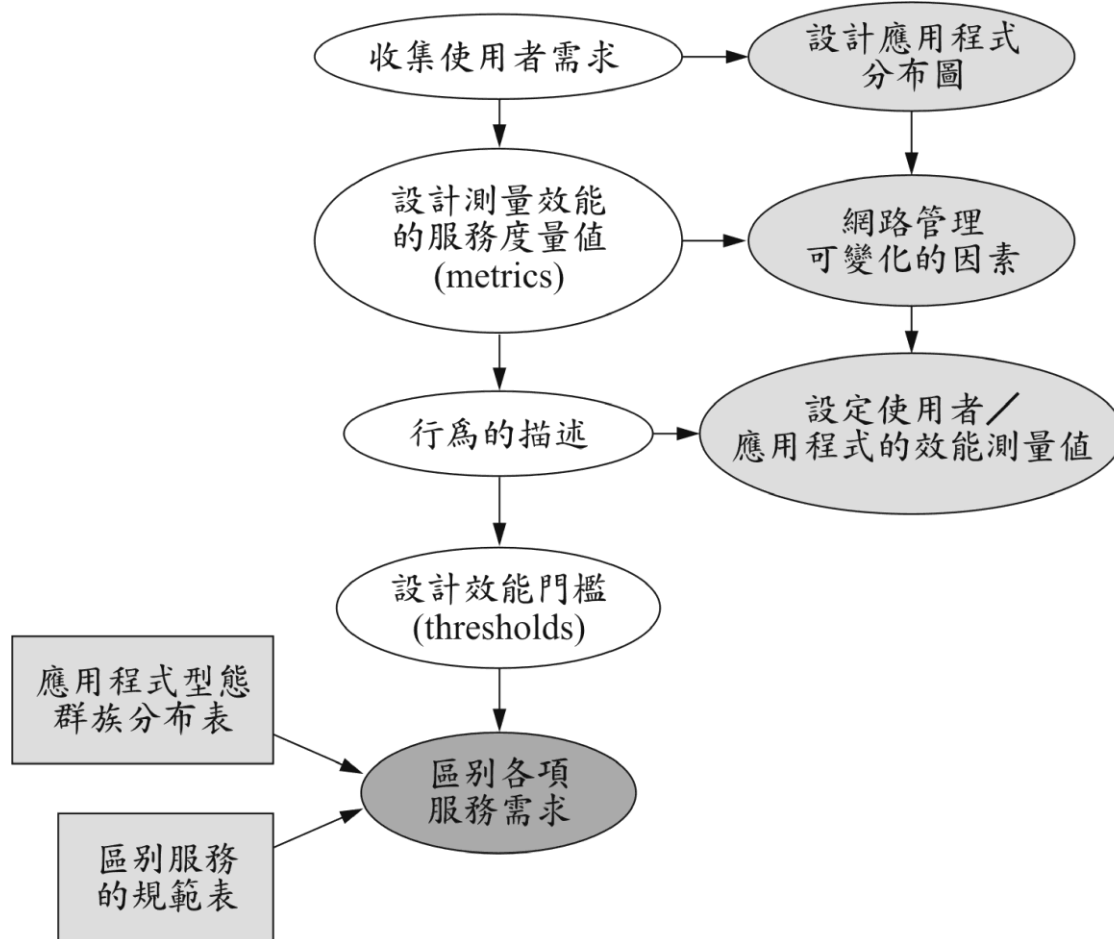 收集使用者需求
設計應用程式
分布圖
設計測量效能
的服務度量值
(metrics)
網路管理
可變化的因素
行爲的描述
設定使用者／
應用程式的效能測量值
設計效能門檻
(thresholds)
應用程式型態
群族分布表
區別各項
服務需求
區別服務
的規範表